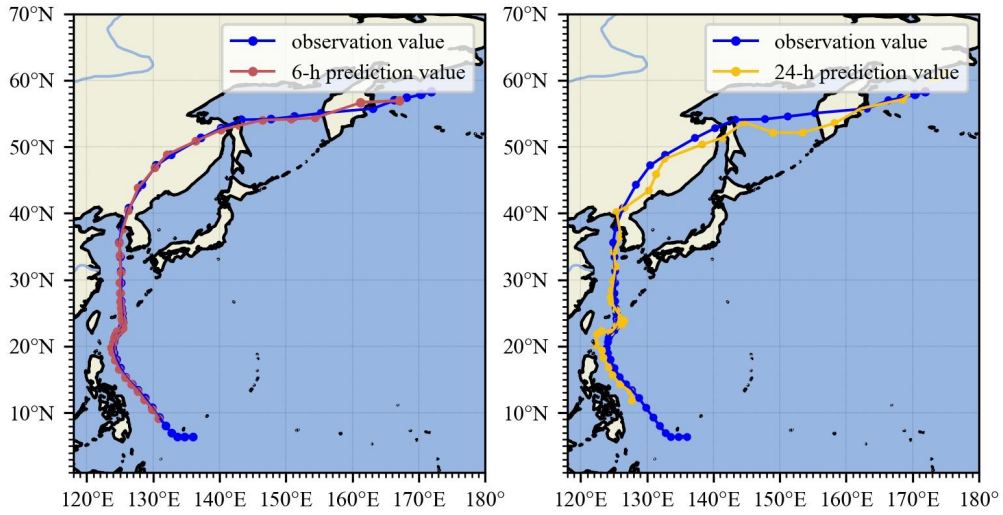 70°N
60°N
50°N
40°N
30°N
20°N
10°N
120°E
130°E
140°E
150°E
160°E
170°E
180°
observation value
6-h prediction value
70°N
60°N
50°N
40°N
30°N
20°N
10°N
120°E
130°E
140°E
150°E
160°E
170°E
180°
observation value
24-h prediction value